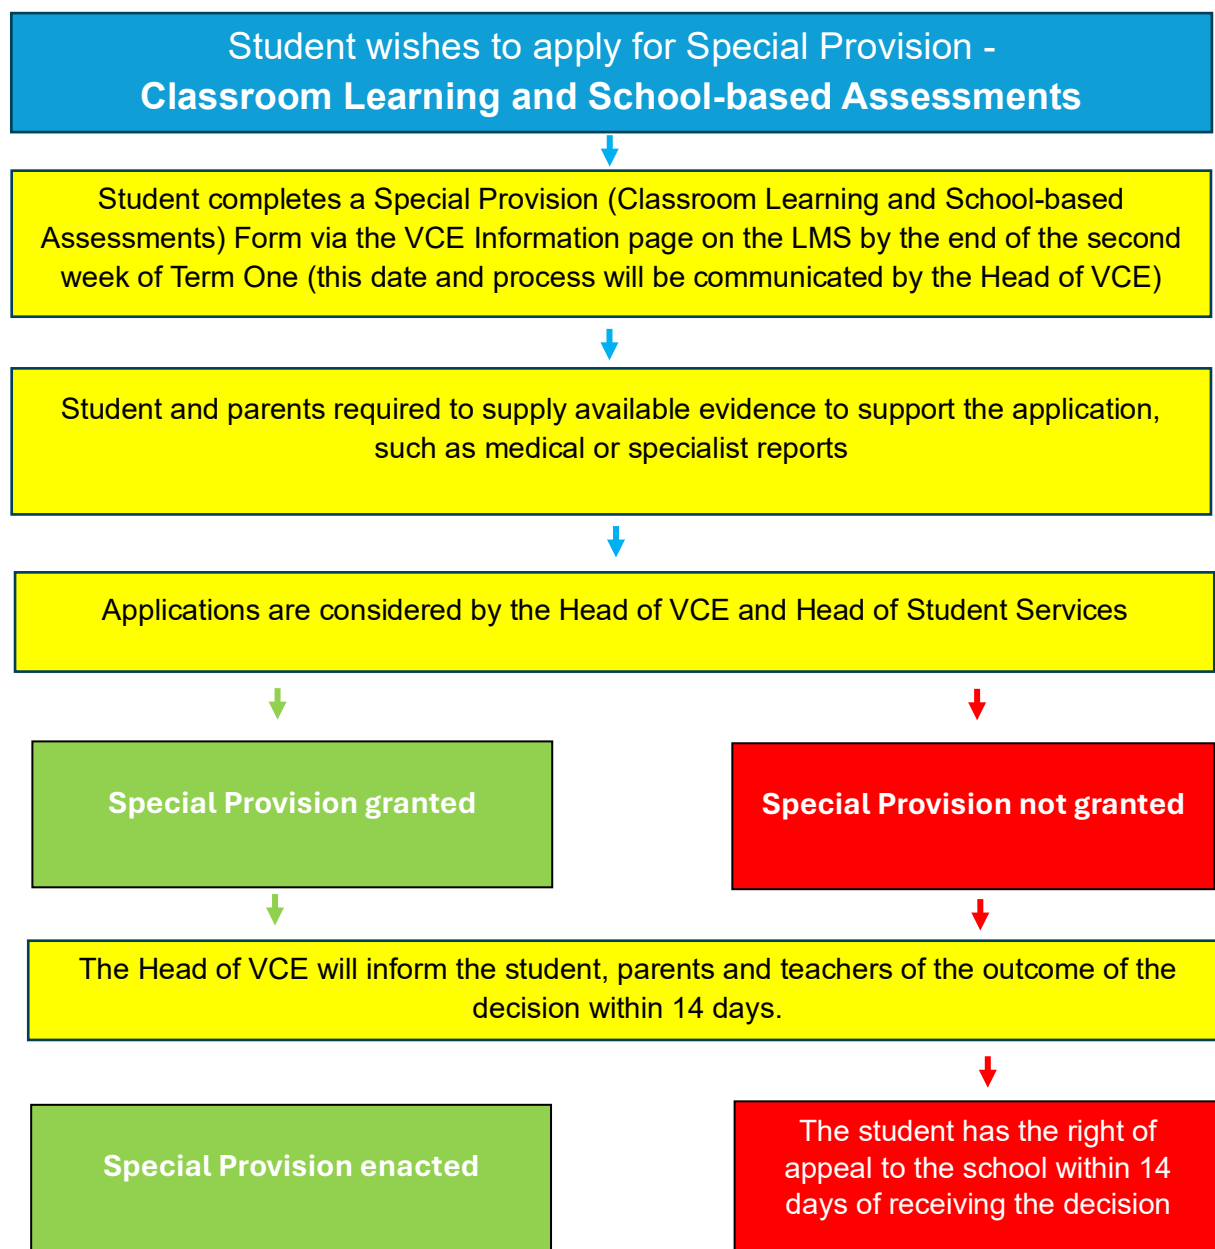 Student wishes to apply for Special Provision -
Classroom Learning and School-based Assessments
Student completes a Special Provision (Classroom Learning and School-based
Assessments) Form via the VCE Information page on the LMS by the end of the second
week of Term One (this date and process will be communicated by the Head of VCE)
Student and parents required to supply available evidence to support the application,
such as medical or specialist reports
Applications are considered by the Head of VCE and Head of Student Services
Special Provision granted
Special Provision not granted
The Head of VCE will inform the student, parents and teachers of the outcome of the
decision within 14 days.
Special Provision enacted
The student has the right of
appeal to the school within 14
days of receiving the decision